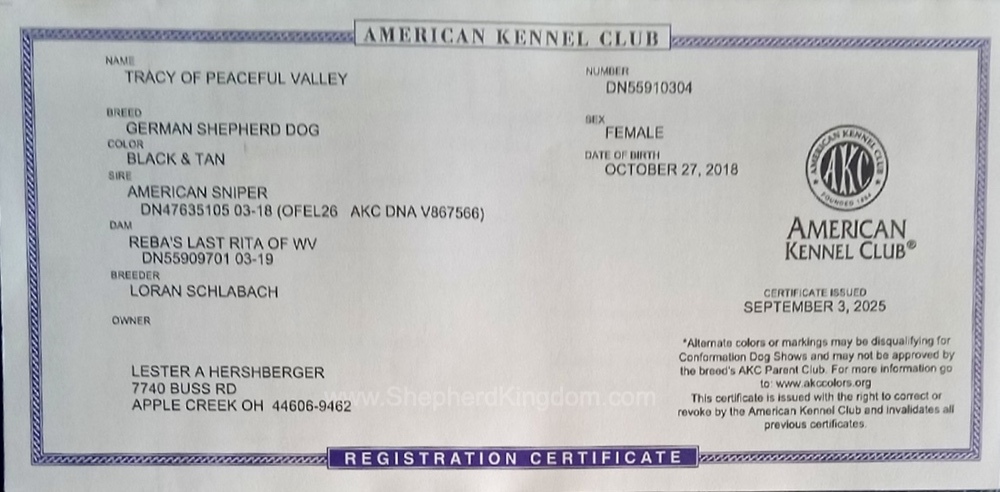 AMERICAN KENNEL CLUB
NAME
TRACY OF PEACEFUL VALLEY
NUMBER
DN55910304
BREED
GERMAN SHEPHERD DOG
SEX
FEMALE
COLOR
BLACK & TAN
DATE OF BIRTH
OCTOBER 27, 2018
SIRE
AMERICAN SNIPER
DN47635105 03-18 (OFEL26 AKC DNA V867566)
DAM
REBA'S LAST RITA OF WV
DN55909701 03-19
BREEDER
LORAN SCHLABACH
OWNER
LESTER A HERSHBERGER
7740 BUSS RD
APPLE CREEK OH 44606-9462
www.ShepherdKingdom.com
AMERICAN KENNEL CLUB
AKC
FOUNDED 1884
AMERICAN
KENNEL CLUB®
CERTIFICATE ISSUED
SEPTEMBER 3, 2025
*Alternate colors or markings may be disqualifying for
Conformation Dog Shows and may not be approved by
the breed's AKC Parent Club. For more information go
to: www.akccolors.org
This certificate is issued with the right to correct or
revoke by the American Kennel Club and invalidates all
previous certificates.
REGISTRATION CERTIFICATE